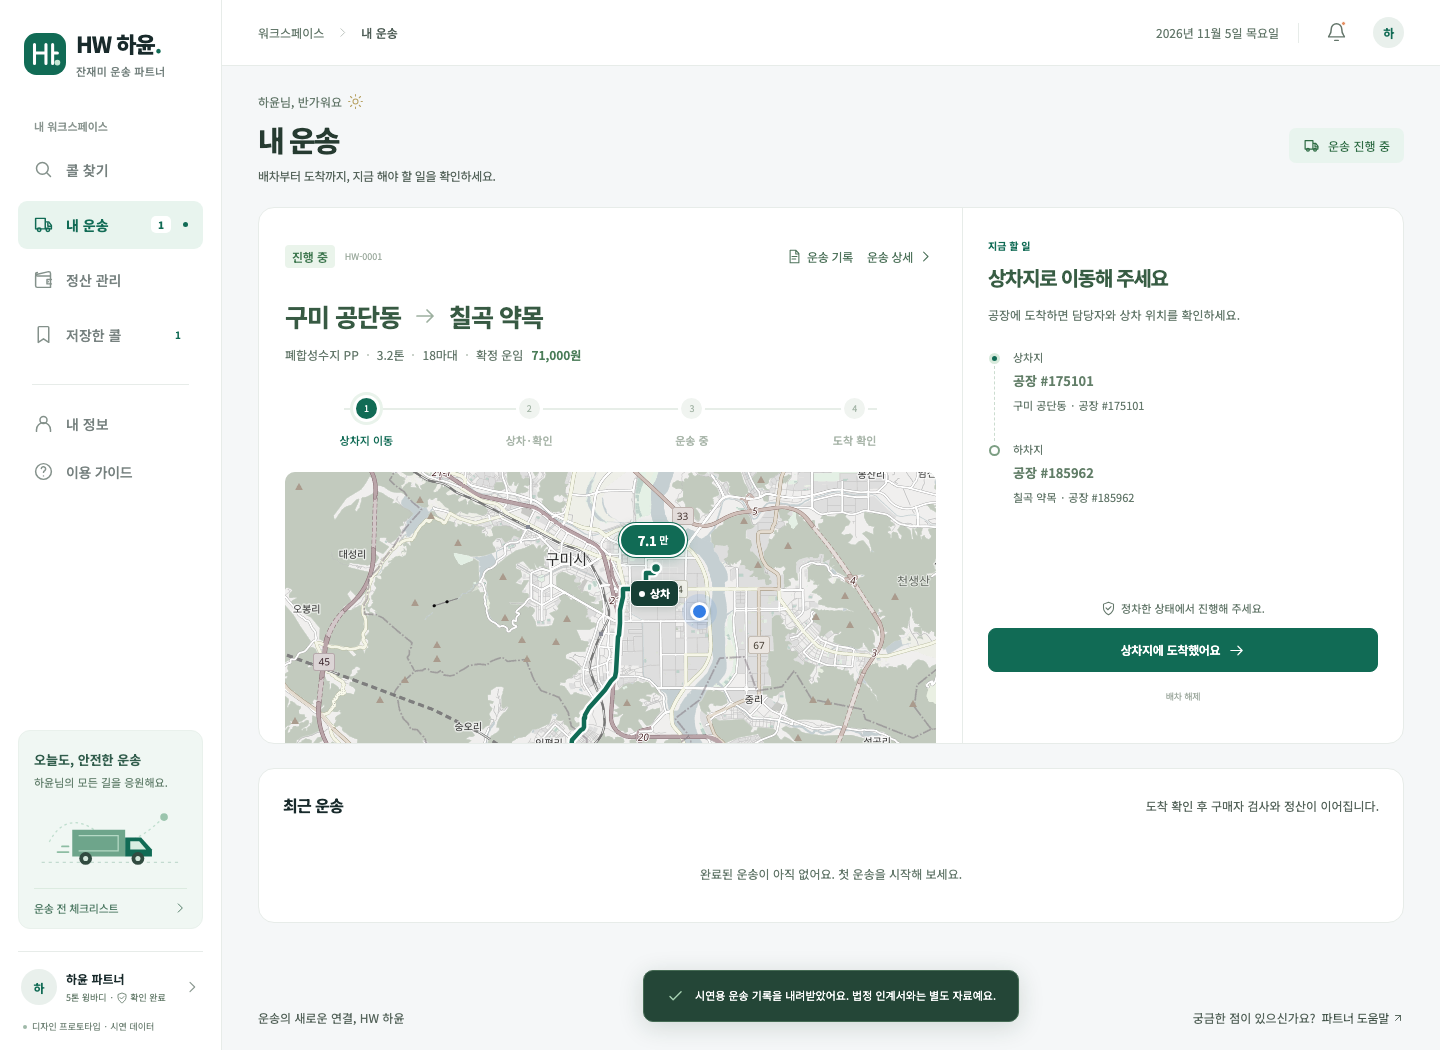 Ht
HW 하윤.
잔재미 운송 파트너
내 워크스페이스
콜 찾기
내 운송 1
정산 관리
저장한 콜 1
내 정보
이용 가이드
오늘도, 안전한 운송
하윤님의 모든 길을 응원해요.
운송 전 체크리스트
하
하윤 파트너
5톤 윙바디 · 확인 완료
디자인 프로토타입 · 시연 데이터
워크스페이스 내 운송
2026년 11월 5일 목요일
하
하윤님, 반가워요
내 운송
배차부터 도착까지, 지금 해야 할 일을 확인하세요.
운송 진행 중
진행 중 HW-0001
운송 기록 운송 상세
구미 공단동 → 칠곡 약목
폐합성수지 PP · 3.2톤 · 18마대 · 확정 운임 71,000원
1 2 3 4
상차지 이동 상차·확인 운송 중 도착 확인
33
7.1만
대성리
구미시
천생산
상차
4
2
4
오봉리
45
67
3
중리
숭오리
20
지금 할 일
상차지로 이동해 주세요
공장에 도착하면 담당자와 상차 위치를 확인하세요.
상차지
공장 #175101
구미 공단동 · 공장 #175101
하차지
공장 #185962
칠곡 약목 · 공장 #185962
정차한 상태에서 진행해 주세요.
상차지에 도착했어요 →
배차 해제
최근 운송
도착 확인 후 구매자 검사와 정산이 이어집니다.
완료된 운송이 아직 없어요. 첫 운송을 시작해 보세요.
시연용 운송 기록을 내려받았어요. 법정 인계서와는 별도 자료예요.
운송의 새로운 연결, HW 하윤
궁금한 점이 있으신가요? 파트너 도움말